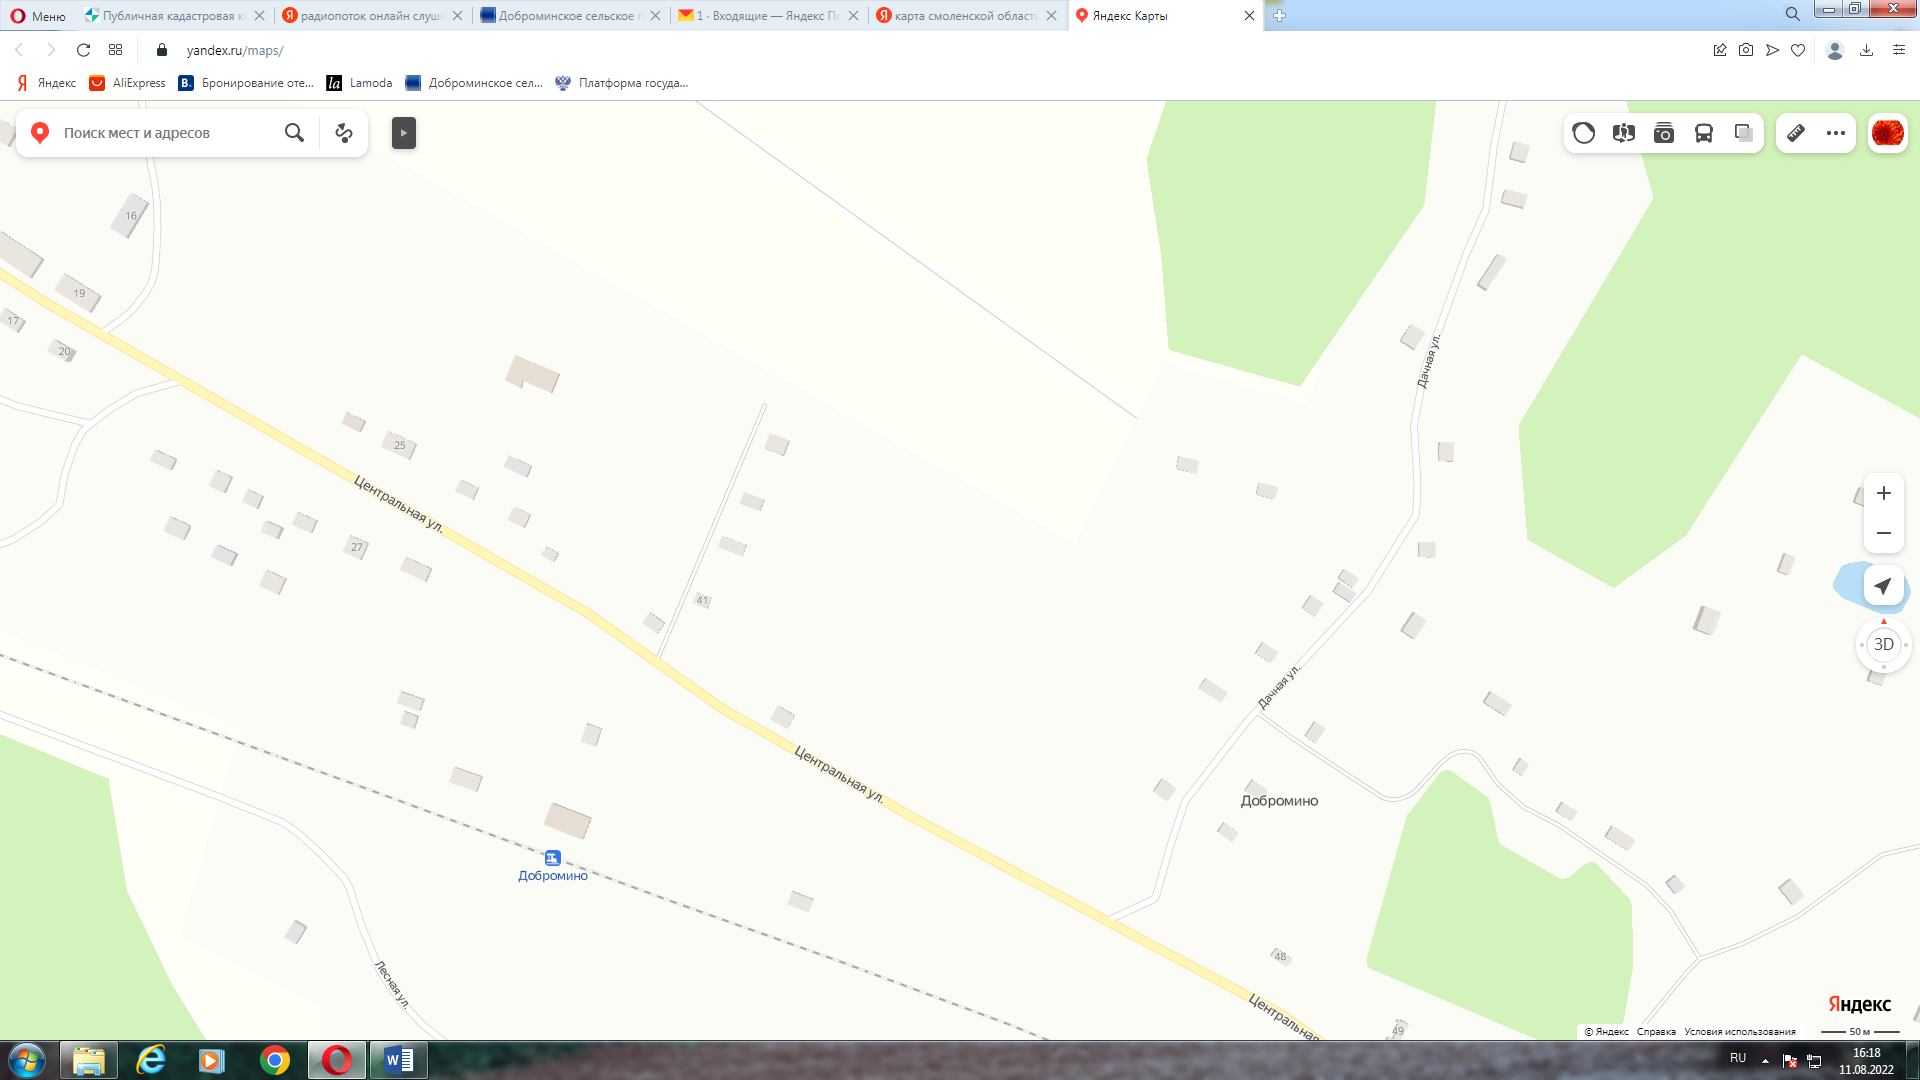 Меню
Публичная кадастровая к
радиопоток онлайн слуша
Доброминское сельское п
1 · Входящие — Яндекс По
карта смоленской области
Яндекс Карты
yandex.ru/maps/
Яндекс
AliExpress
B.
Бронирование оте...
la
Lamoda
Доброминское сел...
Платформа госуда...
Поиск мест и адресов
16
19
17
20
25
Центральная ул.
27
41
Дачная ул.
3D
Дачная ул.
Центральная ул.
Добромино
Добромино
48
Лесная ул.
Центральная
49
Яндекс
© Яндекс Справка Условия использования
50 м
RU
16:18
11.08.2022